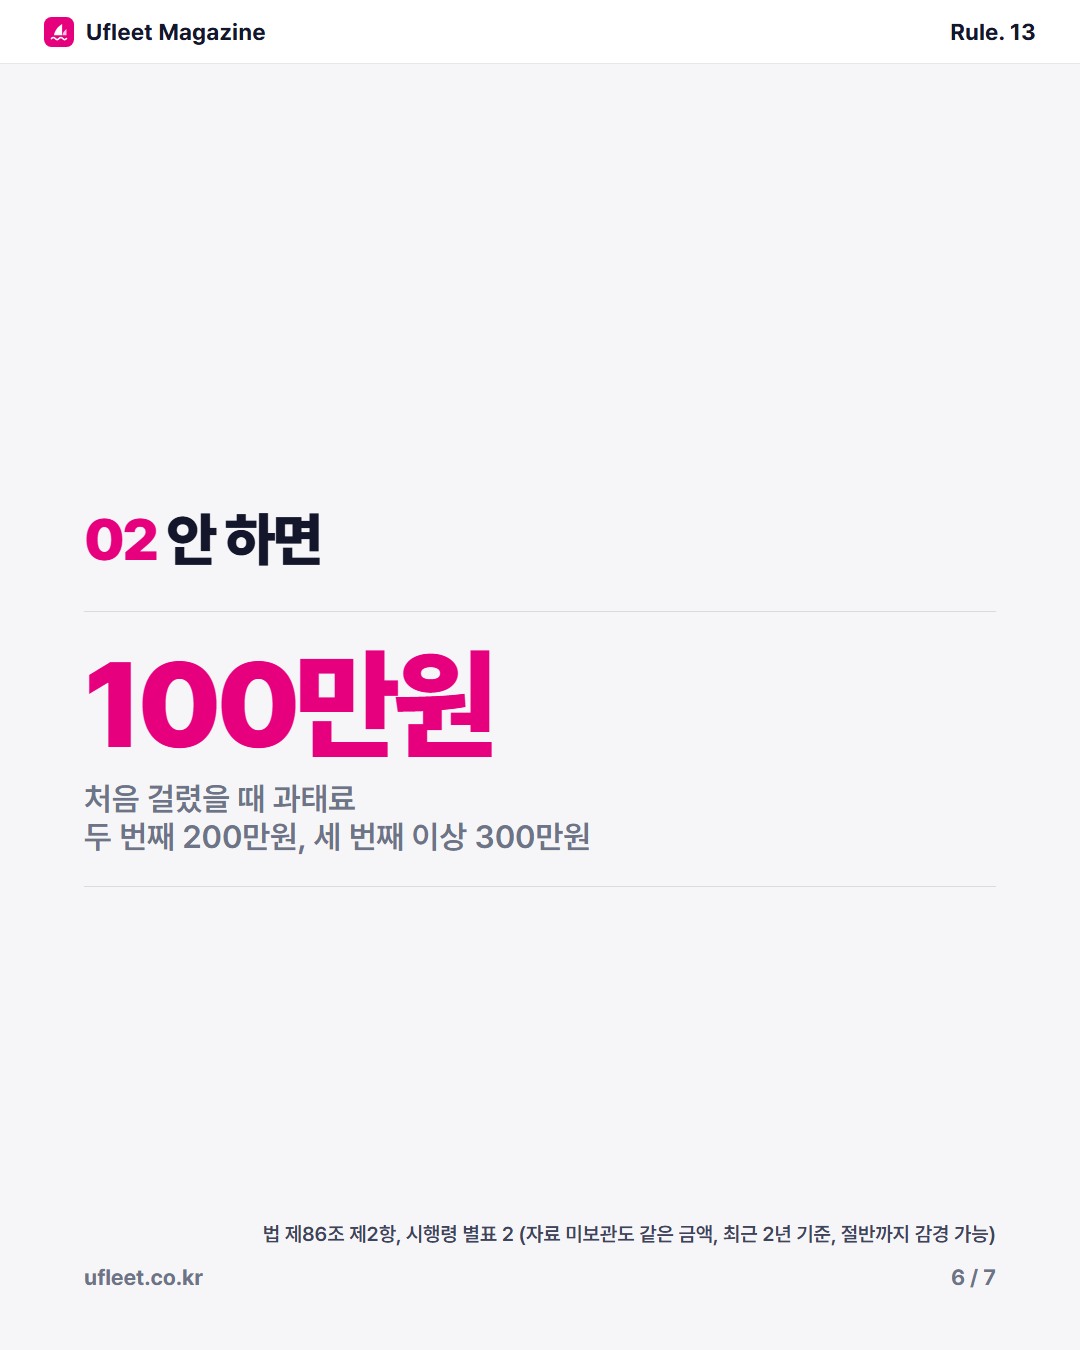 Ufleet Magazine
Rule. 13
02 안 하면
100만원
처음 걸렸을 때 과태료
두 번째 200만원, 세 번째 이상 300만원
법 제86조 제2항, 시행령 별표 2 (자료 미보관도 같은 금액, 최근 2년 기준, 절반까지 감경 가능)
ufleet.co.kr
6 / 7